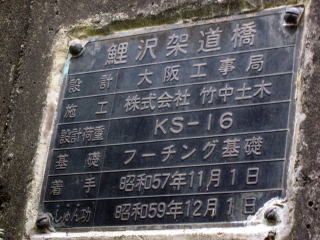 鯉沢架道橋
設計 大阪工事局
施工 株式会社 竹中土木
設計荷重 KS-16
基礎 フーチング基礎
着手 昭和57年11月1日
しゅん功 昭和59年12月1日